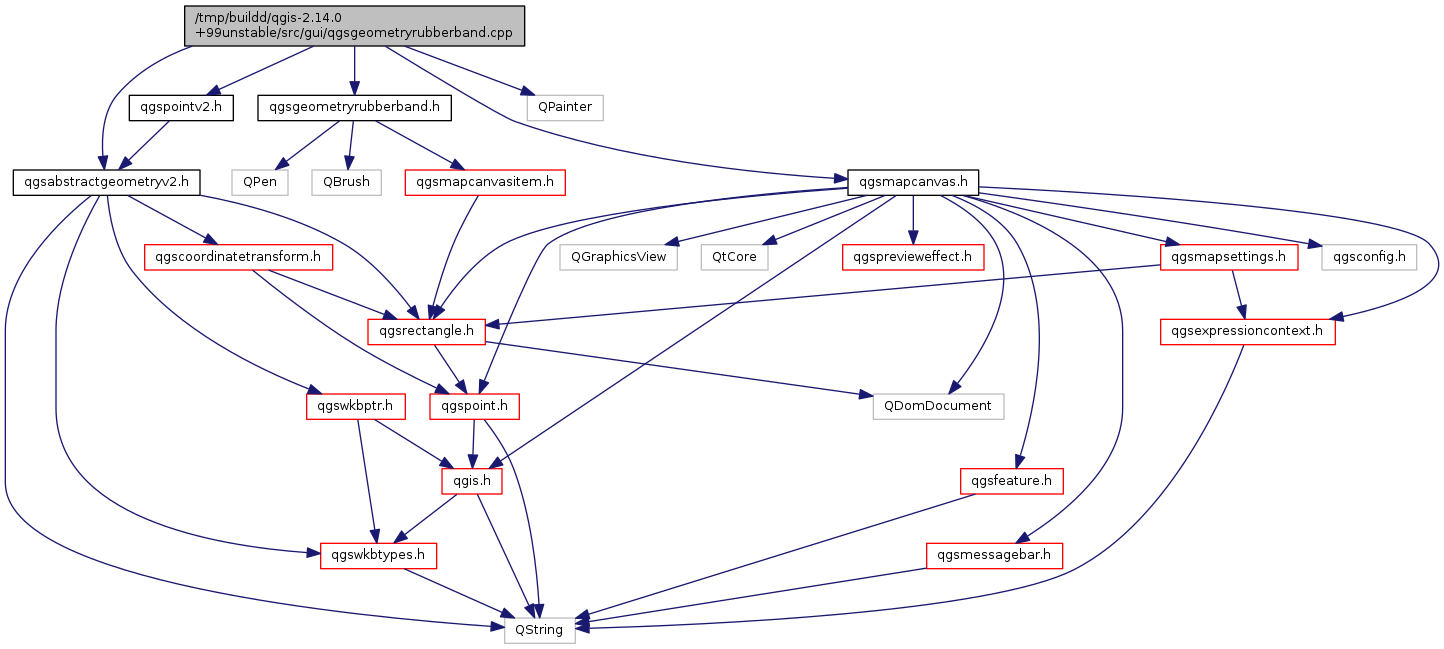 /tmp/buildd/qgis-2.14.0
+99unstable/src/gui/qgsgeometryrubberband.cpp
qgspointv2.h
qgsgeometryrubberband.h
QPainter
qgsabstractgeometryv2.h
QPen
QBrush
qgsmapcanvasitem.h
qgsmapcanvas.h
qgscoordinatetransform.h
QGraphicsView
QtCore
qgspreviewеffect.h
qgsmapsettings.h
qgsconfig.h
qgsrectangle.h
qgsexpressioncontext.h
qgswkbptr.h
qgspoint.h
QDomDocument
qgis.h
qgsfeature.h
qgswkbtypes.h
qgsmessagebar.h
QString